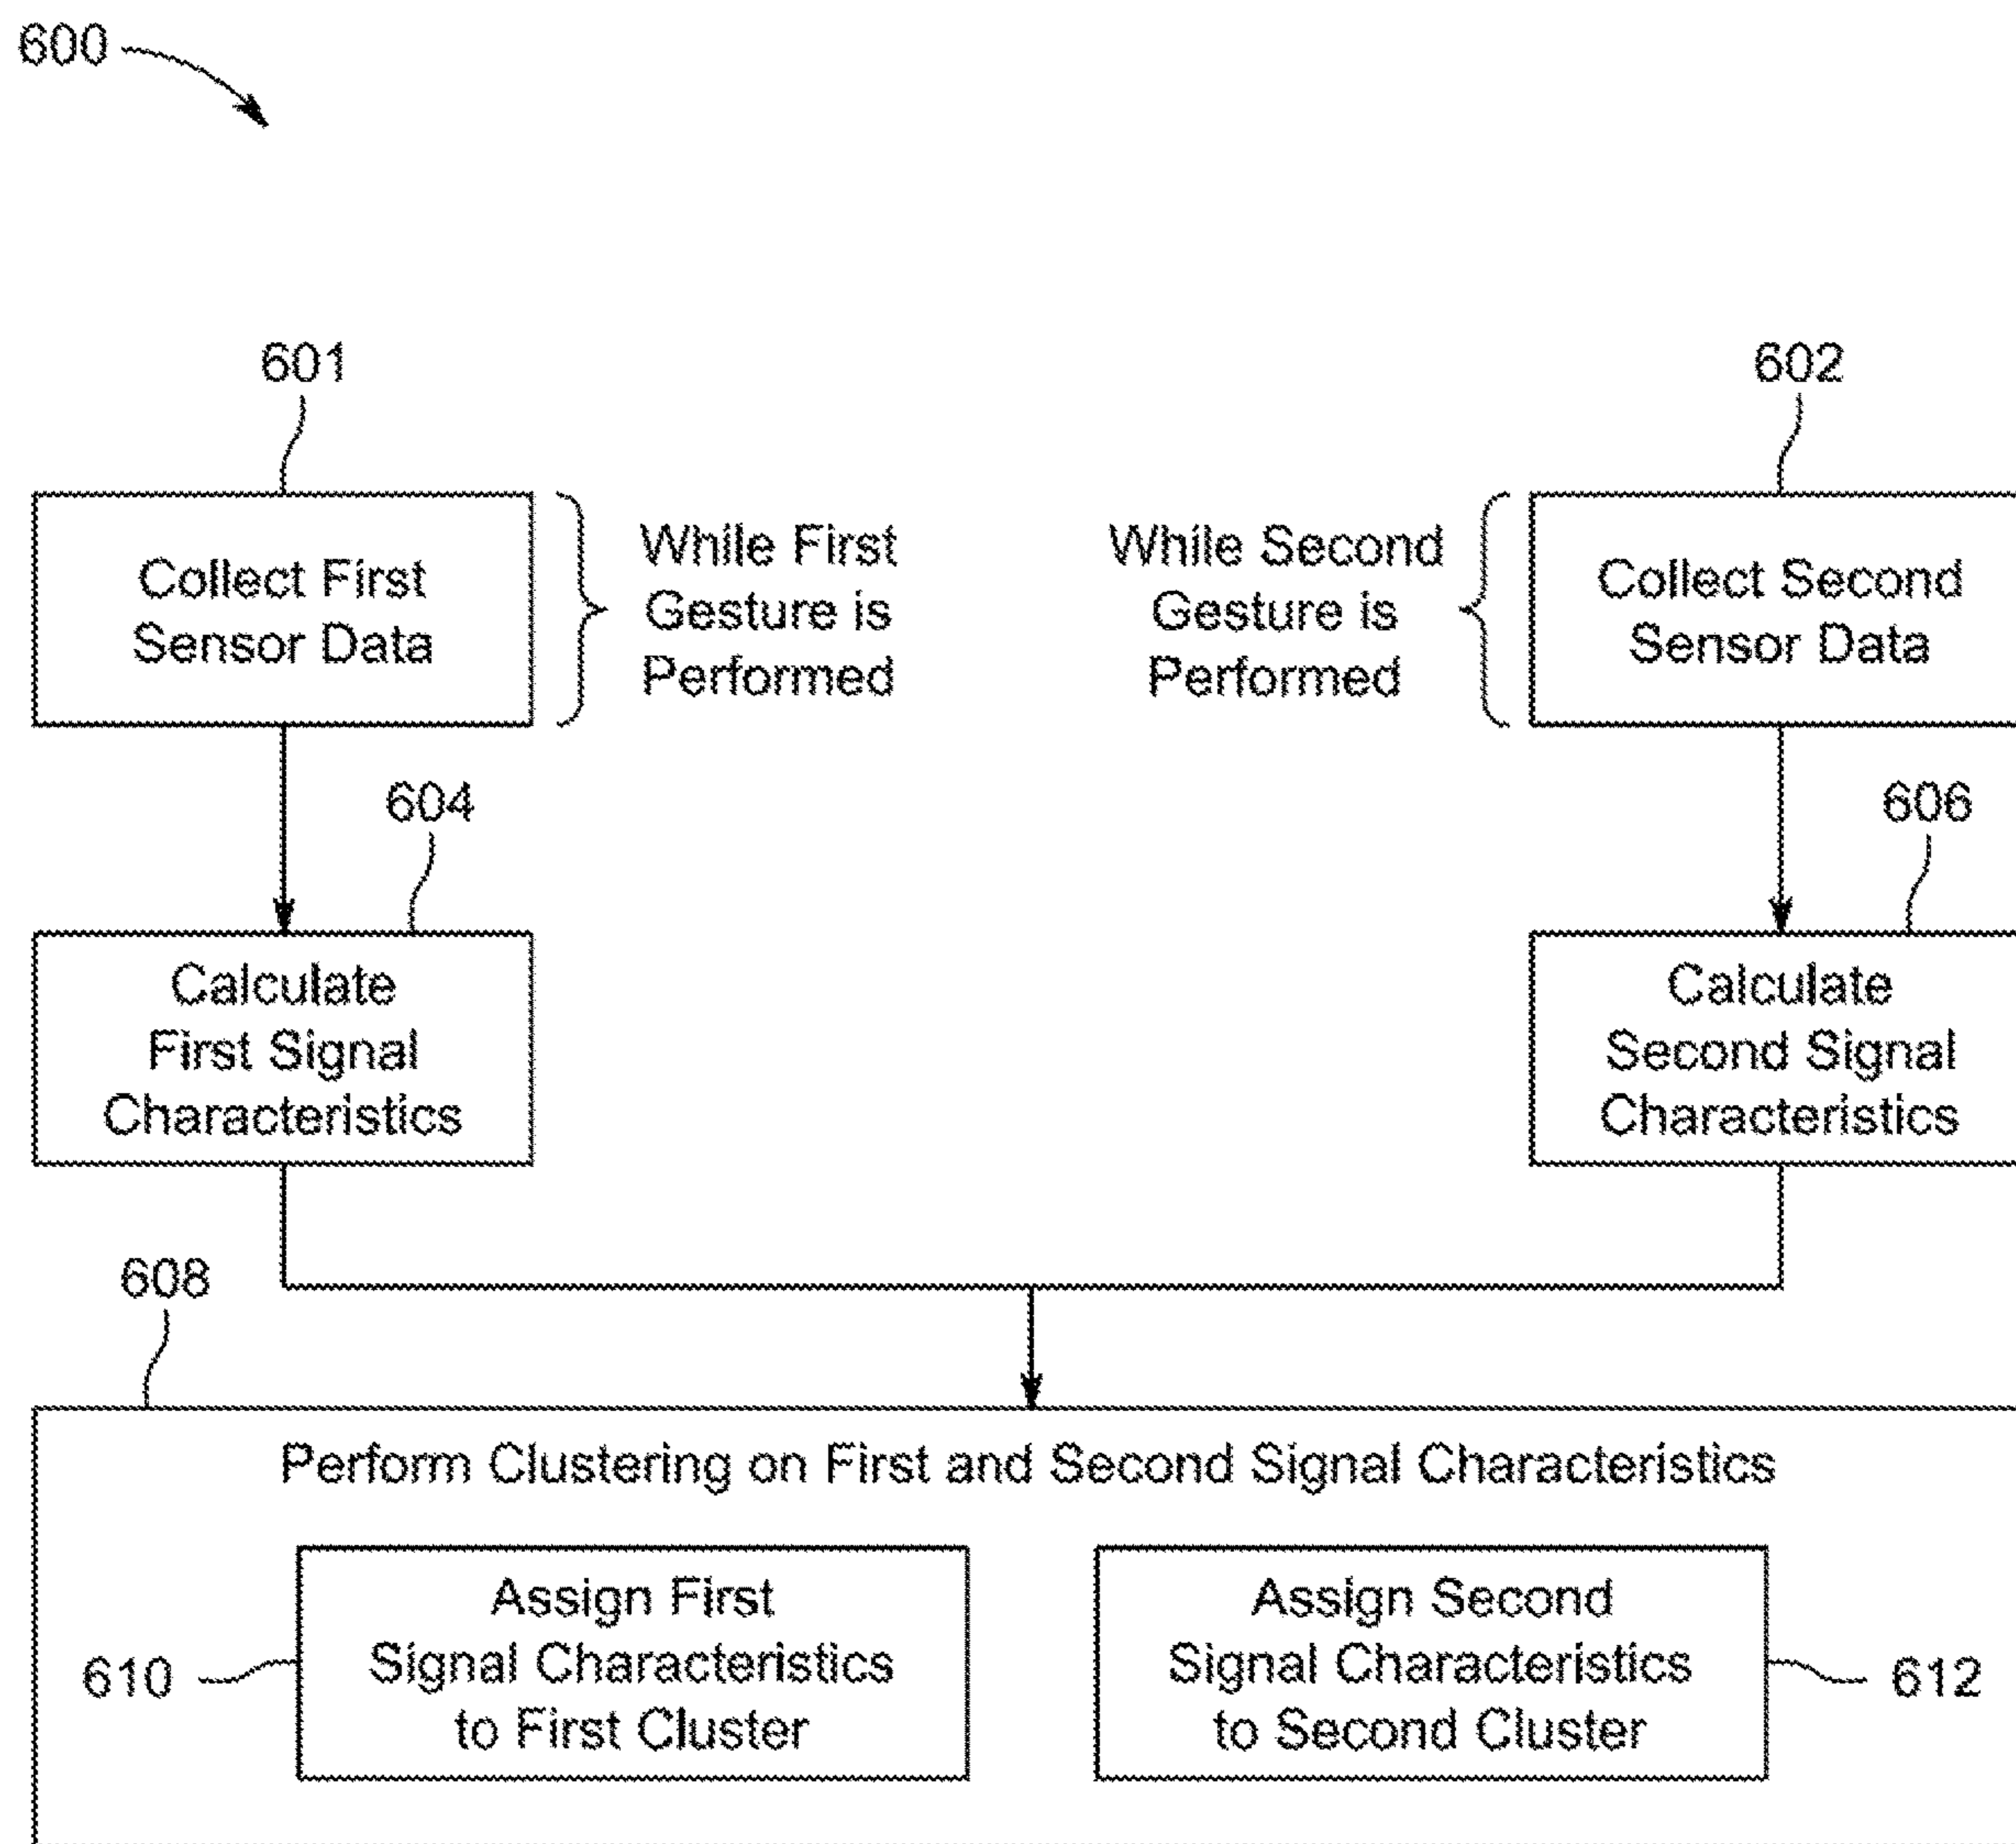 600
601
602
Collect First
Sensor Data
While First
Gesture is
Performed
While Second
Gesture is
Performed
Collect Second
Sensor Data
604
606
Calculate
First Signal
Characteristics
Calculate
Second Signal
Characteristics
608
Perform Clustering on First and Second Signal Characteristics
610
Assign First
Signal Characteristics
to First Cluster
Assign Second
Signal Characteristics
to Second Cluster
612